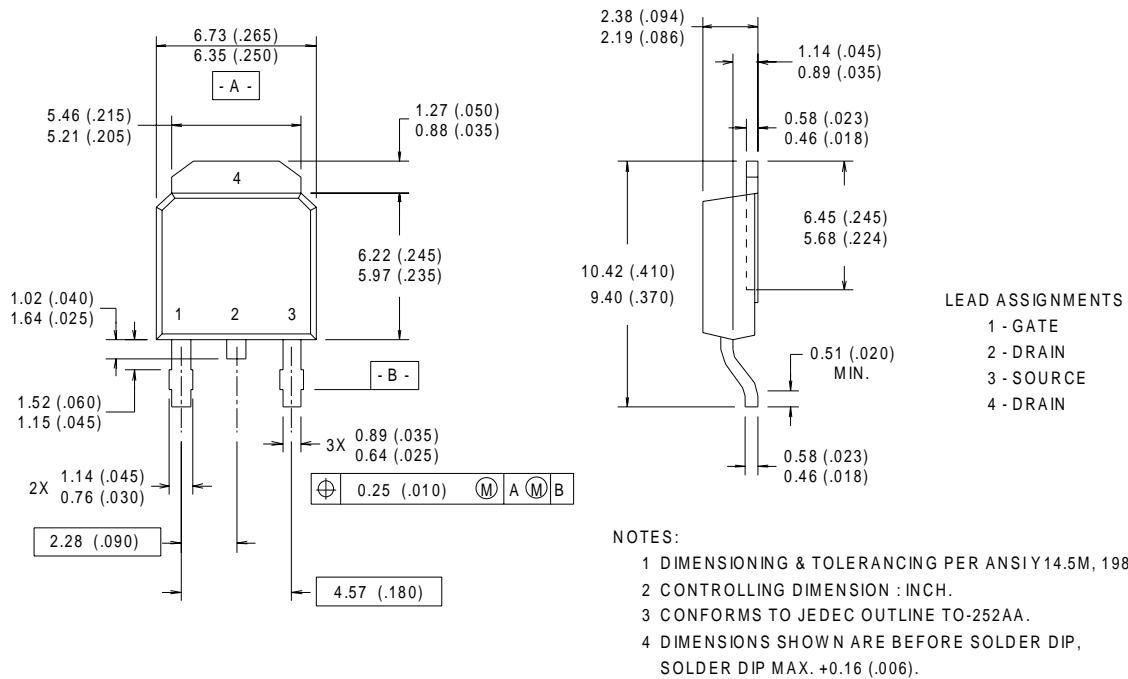 6.73 (.265)
6.35 (.250)
- A -
5.46 (.215)
5.21 (.205)
1.27 (.050)
0.88 (.035)
4
6.22 (.245)
5.97 (.235)
1.02 (.040)
1.64 (.025)
1 2 3
1.52 (.060)
1.15 (.045)
- B -
3X 0.89 (.035)
0.64 (.025)
2X 1.14 (.045)
0.76 (.030)
0.25 (.010) M A M B
2.28 (.090)
4.57 (.180)
2.38 (.094)
2.19 (.086)
1.14 (.045)
0.89 (.035)
0.58 (.023)
0.46 (.018)
6.45 (.245)
5.68 (.224)
10.42 (.410)
9.40 (.370)
0.51 (.020)
MIN.
0.58 (.023)
0.46 (.018)
LEAD ASSIGNMENTS
1 - GATE
2 - DRAIN
3 - SOURCE
4 - DRAIN
NOTES:
1 DIMENSIONING & TOLERANCING PER ANSI Y14.5M, 198
2 CONTROLLING DIMENSION : INCH.
3 CONFORMS TO JEDEC OUTLINE TO-252AA.
4 DIMENSIONS SHOWN ARE BEFORE SOLDER DIP,
SOLDER DIP MAX. +0.16 (.006).